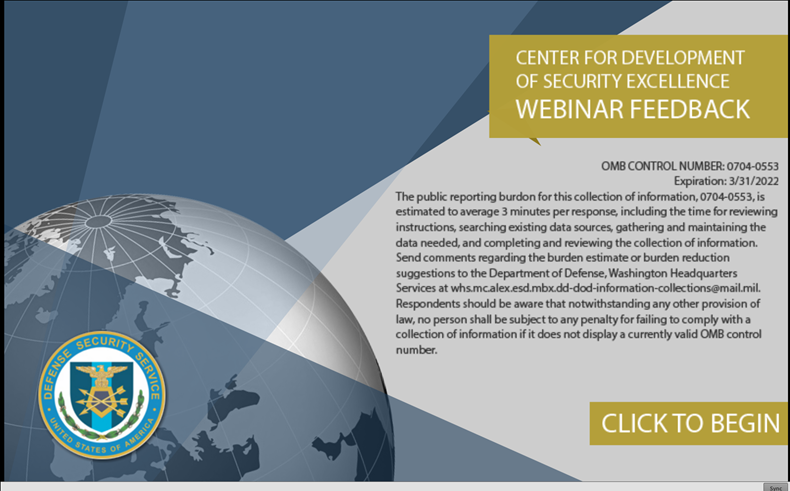 CENTER FOR DEVELOPMENT
OF SECURITY EXCELLENCE
WEBINAR FEEDBACK
OMB CONTROL NUMBER: 0704-0553
Expiration: 3/31/2022
The public reporting burdon for this collection of information, 0704-0553, is
estimated to average 3 minutes per response, including the time for reviewing
instructions, searching existing data sources, gathering and maintaining the
data needed, and completing and reviewing the collection of information.
Send comments regarding the burden estimate or burden reduction
suggestions to the Department of Defense, Washington Headquarters
Services at whs.mc.alex.esd.mbx.dd-dod-information-collections@mail.mil.
Respondents should be aware that notwithstanding any other provision of
law, no person shall be subject to any penalty for failing to comply with a
collection of information if it does not display a currently valid OMB control
number.
DEFENSE SECURITY SERVICE
UNITED STATES OF AMERICA
CLICK TO BEGIN
Sync